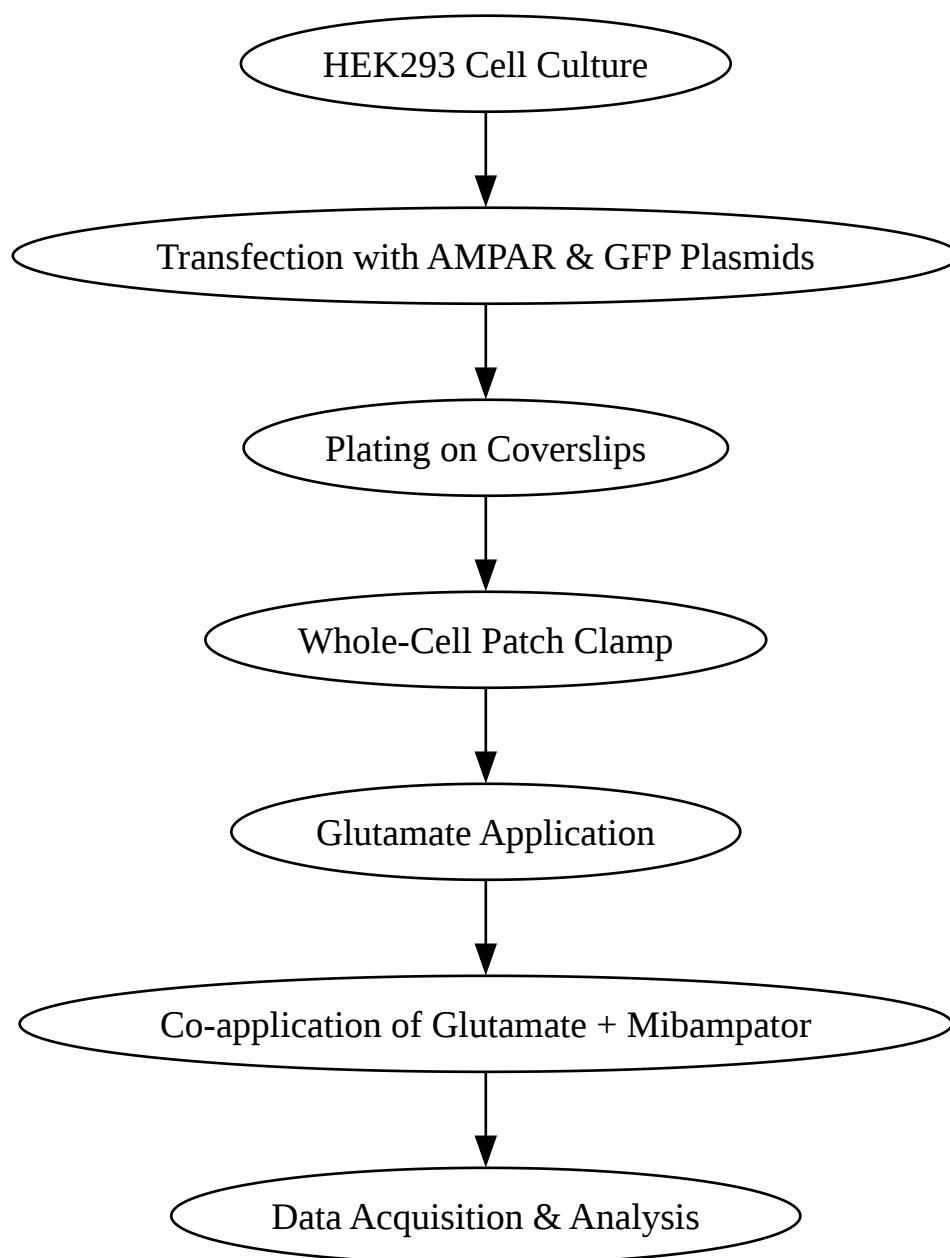 HEK293 Cell Culture
Transfection with AMPAR & GFP Plasmids
Plating on Coverslips
Whole-Cell Patch Clamp
Glutamate Application
Co-application of Glutamate + Mibampator
Data Acquisition & Analysis